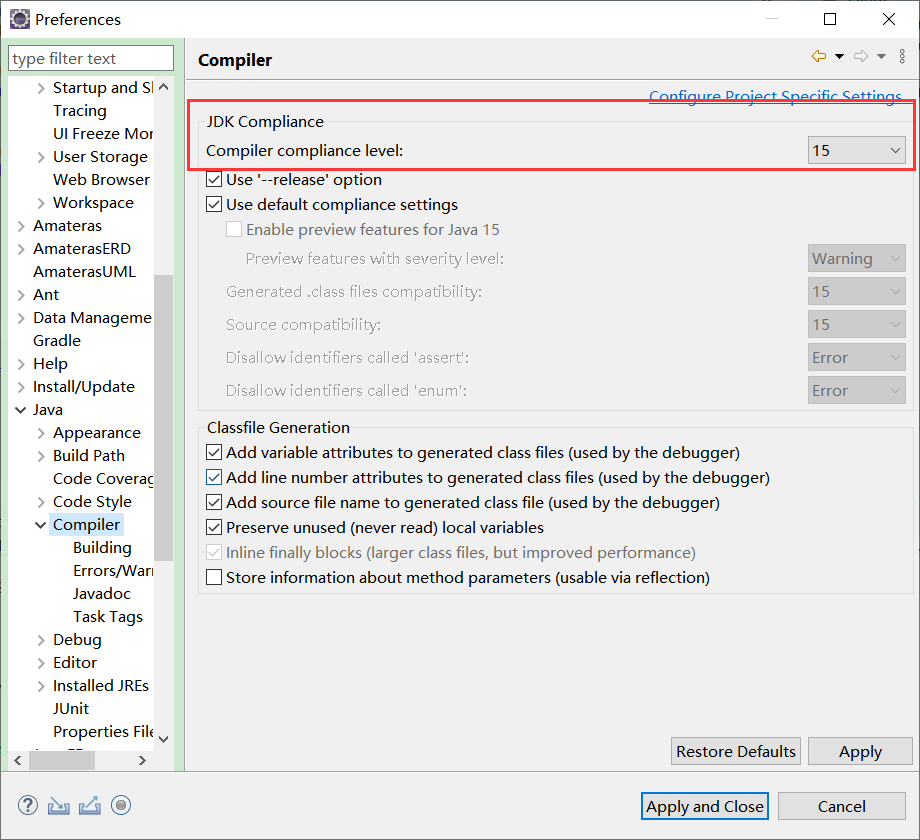 Preferences
type filter text
Startup and Sl
Tracing
UI Freeze Mor
User Storage
Web Browser
Workspace
Amateras
AmaterasERD
AmaterasUML
Ant
Data Manageme
Gradle
Help
Install/Update
Java
Appearance
Build Path
Code Coverag
Code Style
Compiler
Building
Errors/Warı
Javadoc
Task Tags
Debug
Editor
Installed JREs
JUnit
Properties File
Compiler
Configure Project Specific Settings...
JDK Compliance
Compiler compliance level: 15
Use '--release' option
Use default compliance settings
Enable preview features for Java 15
Preview features with severity level: Warning
Generated .class files compatibility: 15
Source compatibility: 15
Disallow identifiers called 'assert': Error
Disallow identifiers called 'enum': Error
Classfile Generation
Add variable attributes to generated class files (used by the debugger)
Add line number attributes to generated class files (used by the debugger)
Add source file name to generated class file (used by the debugger)
Preserve unused (never read) local variables
Inline finally blocks (larger class files, but improved performance)
Store information about method parameters (usable via reflection)
Restore Defaults Apply
Apply and Close Cancel